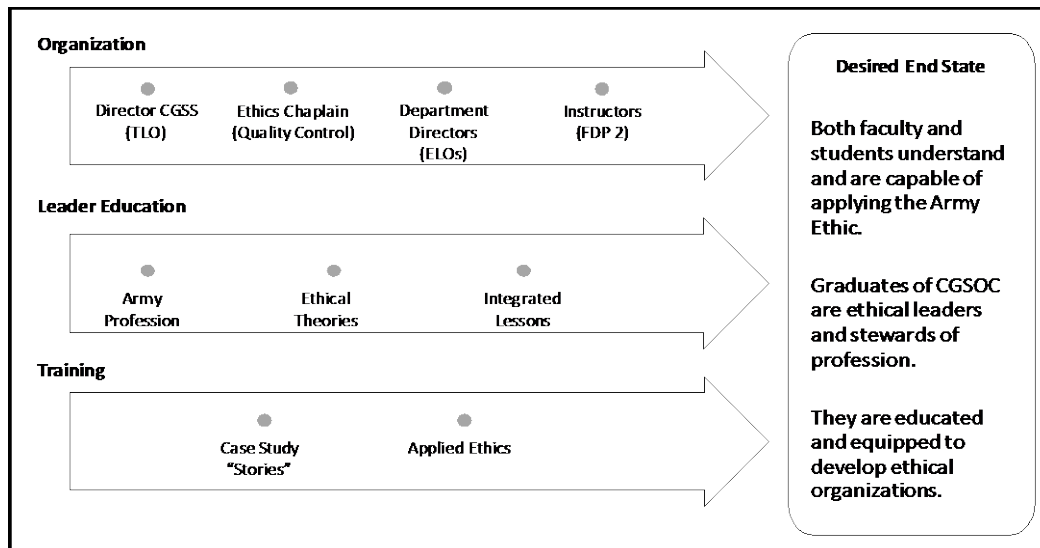 Organization
Director CGSS
(TLO)
Ethics Chaplain
(Quality Control)
Department
Directors
(ELOs)
Instructors
(FDP 2)
Leader Education
Army
Profession
Ethical
Theories
Integrated
Lessons
Training
Case Study
"Stories"
Applied Ethics
Desired End State
Both faculty and
students understand
and are capable of
applying the Army
Ethic.
Graduates of CGSOC
are ethical leaders
and stewards of
profession.
They are educated
and equipped to
develop ethical
organizations.